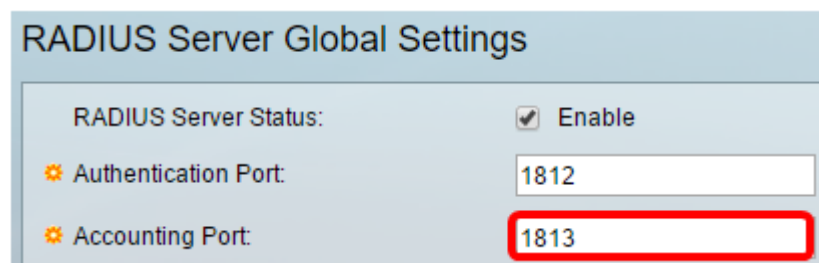 RADIUS Server Global Settings
RADIUS Server Status: Enable
Authentication Port: 1812
Accounting Port: 1813